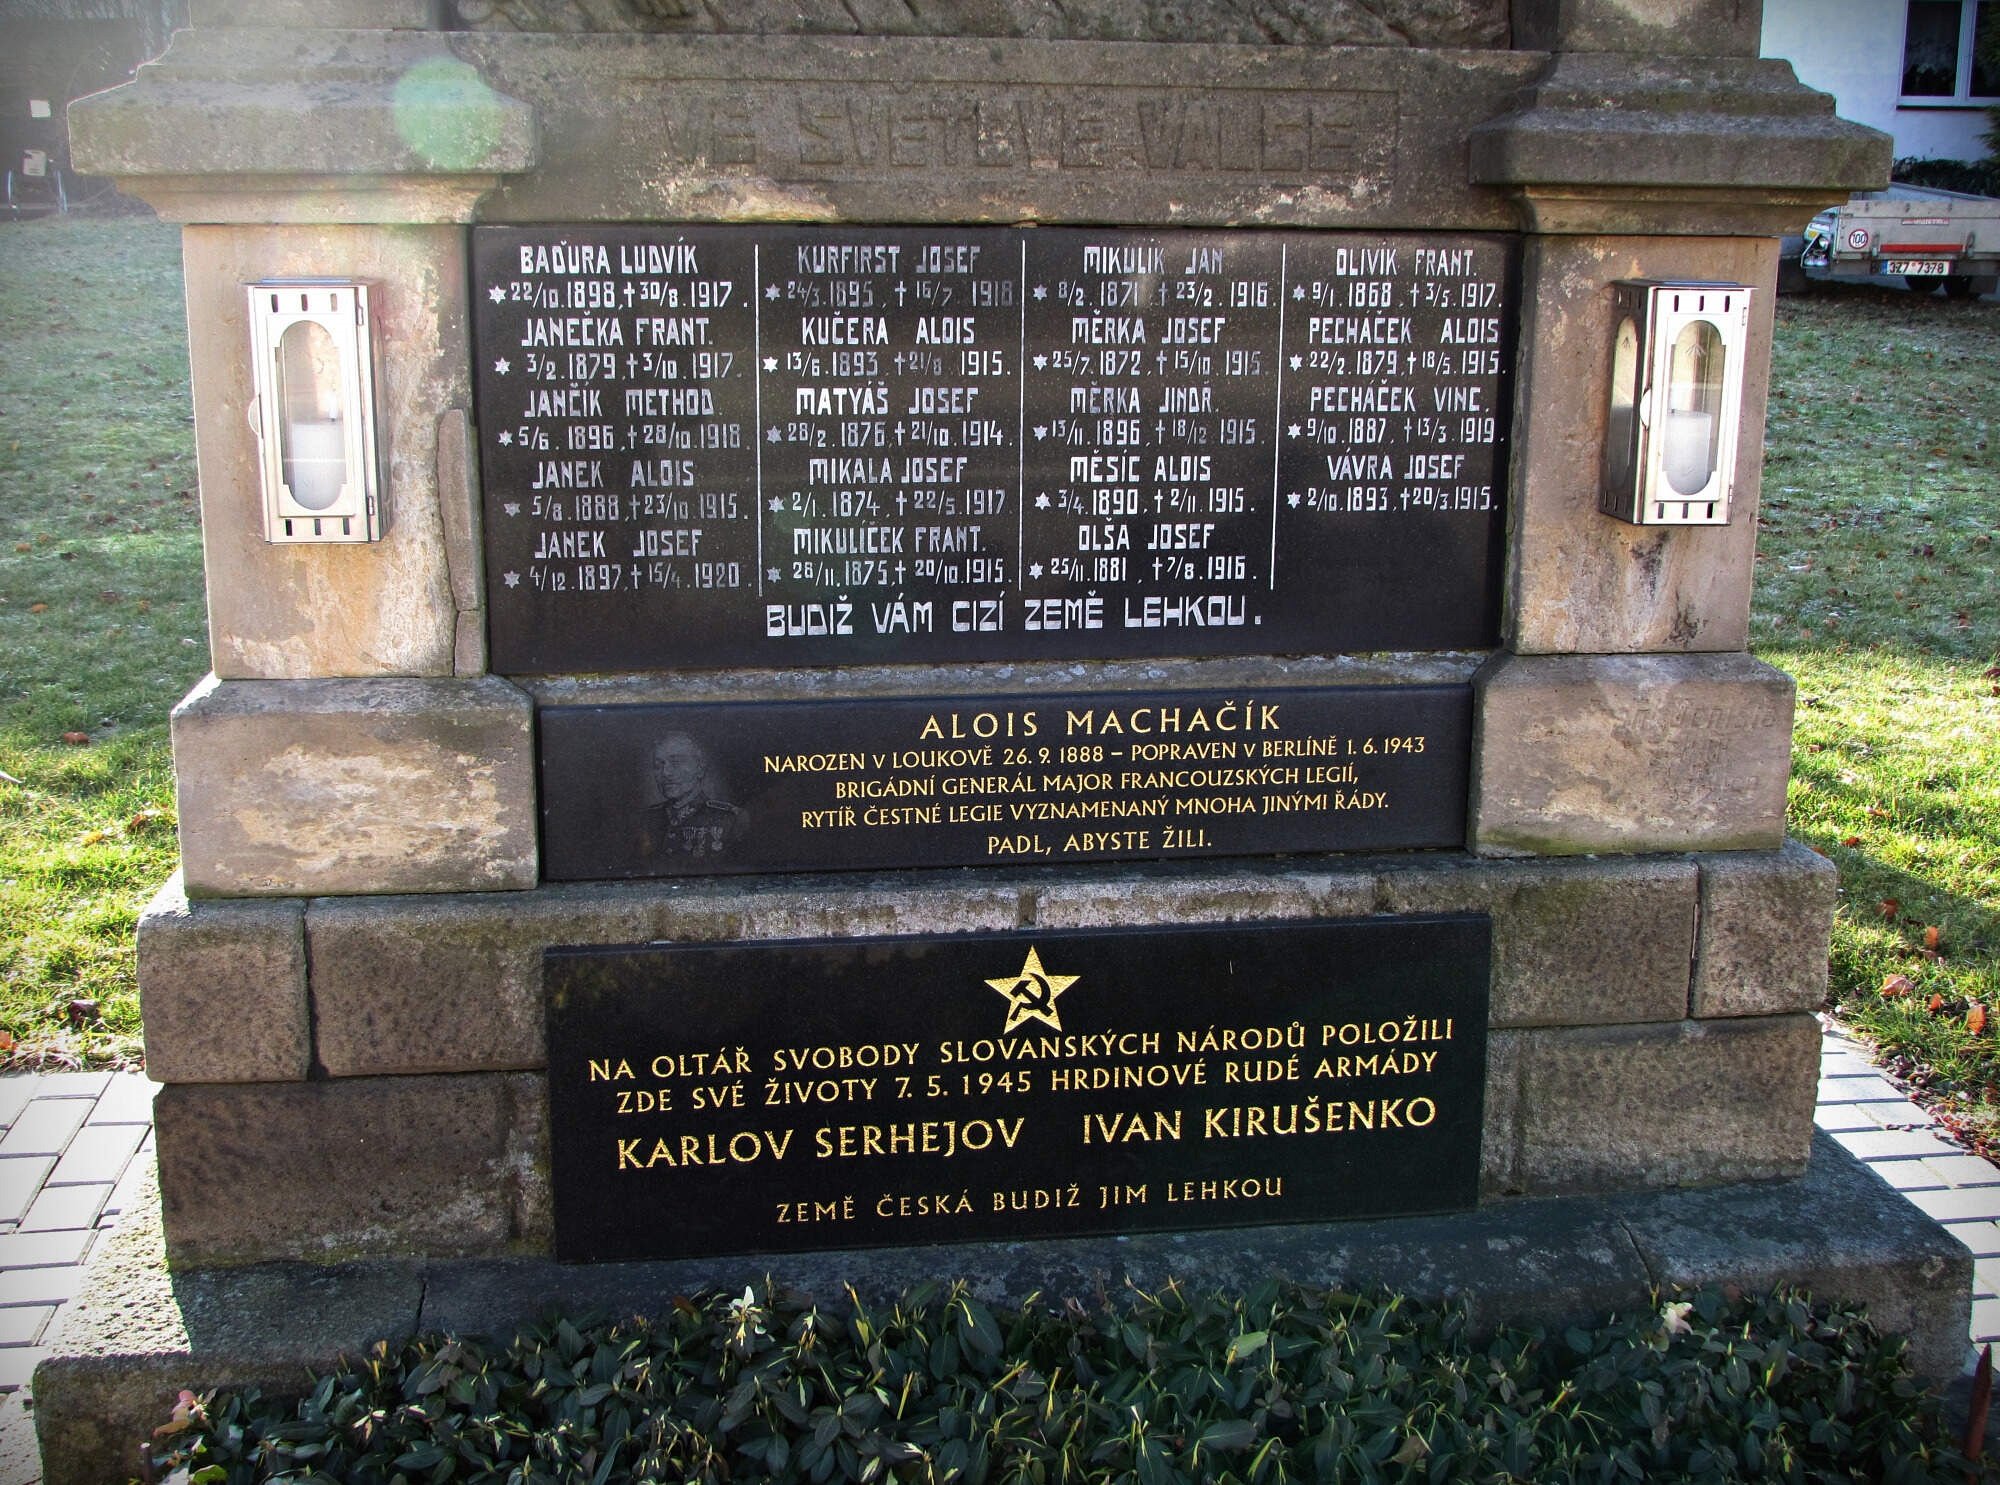 VE SVĚTOVÉ VÁLCE
BAĎURA LUDVÍK
* 22/10. 1898, † 30/8. 1917.
JANEČKA FRANT.
* 3/2. 1879, † 3/10. 1917.
JANČÍK METHOD.
* 5/6. 1896, † 28/10. 1918.
JANEK ALOIS
* 5/8. 1888, † 23/10. 1915.
JANEK JOSEF
* 4/12. 1897, † 15/4. 1920.
KURFIRST JOSEF
* 24/3. 1895, † 16/7. 1918.
KUČERA ALOIS
* 13/6. 1893, † 21/8 1915.
MATYÁŠ JOSEF
* 28/2. 1876, † 21/10. 1914.
MIKALA JOSEF
* 2/1. 1874, † 22/5. 1917.
MIKULÍČEK FRANT.
* 28/11. 1875, † 20/10. 1915.
MIKULÍK JAN
* 8/2. 1871, † 23/2. 1916.
MĚRKA JOSEF
* 25/7. 1872, † 15/10. 1915.
MĚRKA JINDŘ.
* 13/11. 1896, † 18/12. 1915.
MĚSÍC ALOIS
* 3/4. 1890, † 2/11. 1915.
OLŠA JOSEF
* 25/11. 1881, † 7/8. 1916.
OLIVÍK FRANT.
* 9/1. 1868, † 3/5. 1917.
PECHÁČEK ALOIS
* 22/2. 1879, † 18/5. 1915.
PECHÁČEK VINC.
* 9/10. 1887, † 13/3. 1919.
VÁVRA JOSEF
* 2/10. 1893, † 20/3. 1915.
BUDIŽ VÁM CIZÍ ZEMĚ LEHKOU.
ALOIS MACHAČÍK
NAROZEN V LOUKOVĚ 26. 9. 1888 – POPRAVEN V BERLÍNĚ 1. 6. 1943
BRIGÁDNÍ GENERÁL MAJOR FRANCOUZSKÝCH LEGIÍ,
RYTÍŘ ČESTNÉ LEGIE VYZNAMENANÝ MNOHA JINÝMI ŘÁDY.
PADL, ABYSTE ŽILI.
NA OLTÁŘ SVOBODY SLOVANSKÝCH NÁRODŮ POLOŽILI
ZDE SVÉ ŽIVOTY 7. 5. 1945 HRDINOVÉ RUDÉ ARMÁDY
KARLOV SERHEJOV IVAN KIRUŠENKO
ZEMĚ ČESKÁ BUDIŽ JIM LEHKOU
100
3Z7 7378